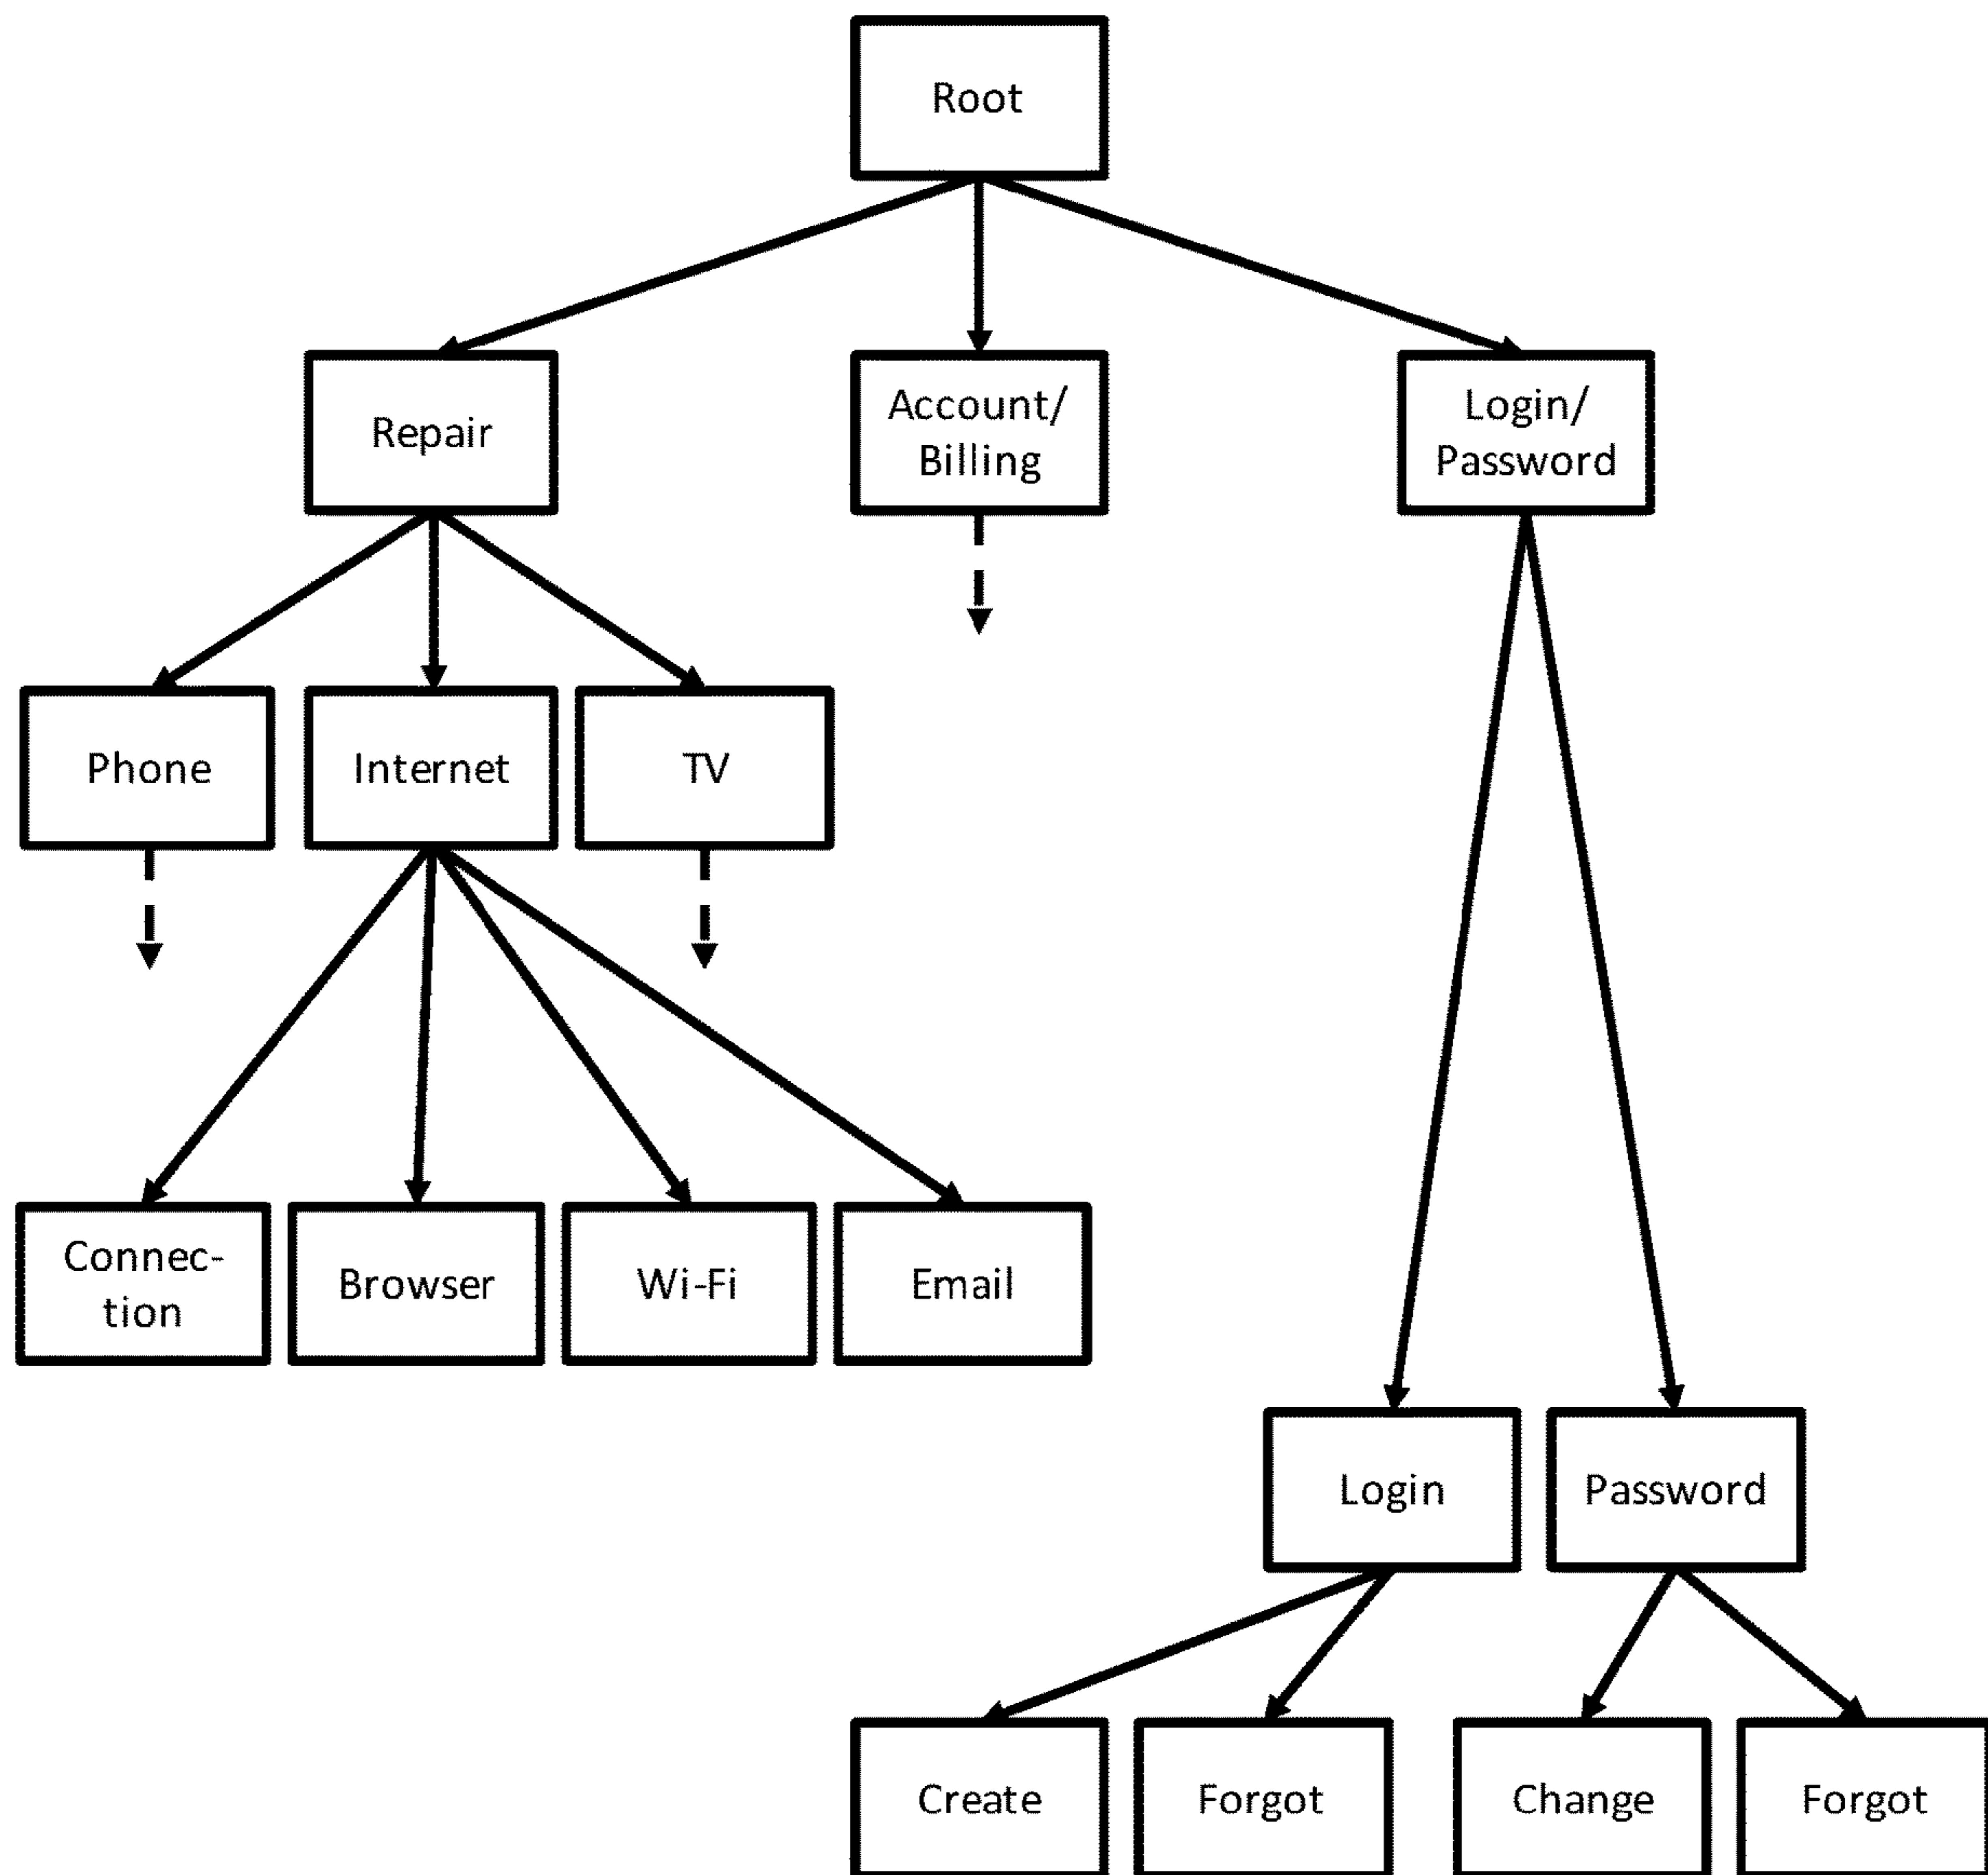 Root
Repair
Account/
Billing
Login/
Password
Phone
Internet
TV
Connec-
tion
Browser
Wi-Fi
Email
Login
Password
Create
Forgot
Change
Forgot